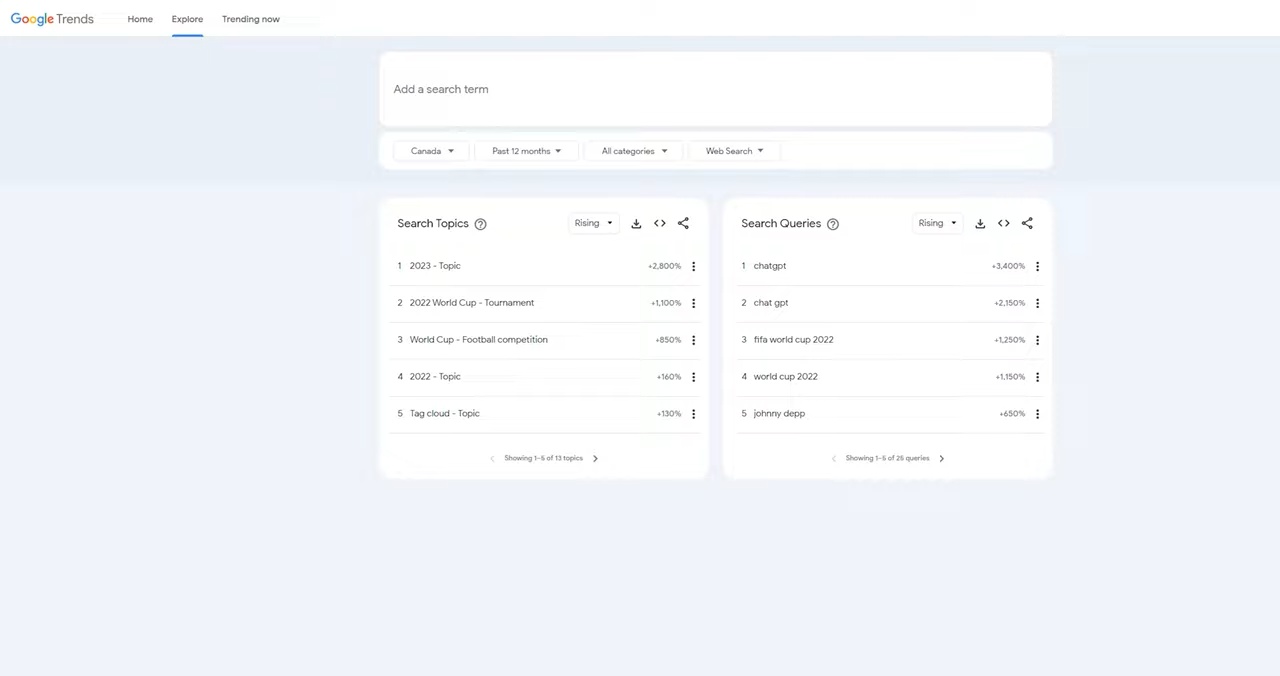 Google Trends Home Explore Trending now
Add a search term
Canada Past 12 months All categories Web Search
Search Topics Rising
1 2023 - Topic +2,800%
2 2022 World Cup - Tournament +1,100%
3 World Cup - Football competition +850%
4 2022 - Topic +160%
5 Tag cloud - Topic +130%
Showing 1-5 of 13 topics
Search Queries Rising
1 chatgpt +3,400%
2 chat gpt +2,150%
3 fifa world cup 2022 +1,250%
4 world cup 2022 +1,150%
5 johnny depp +650%
Showing 1-5 of 25 queries